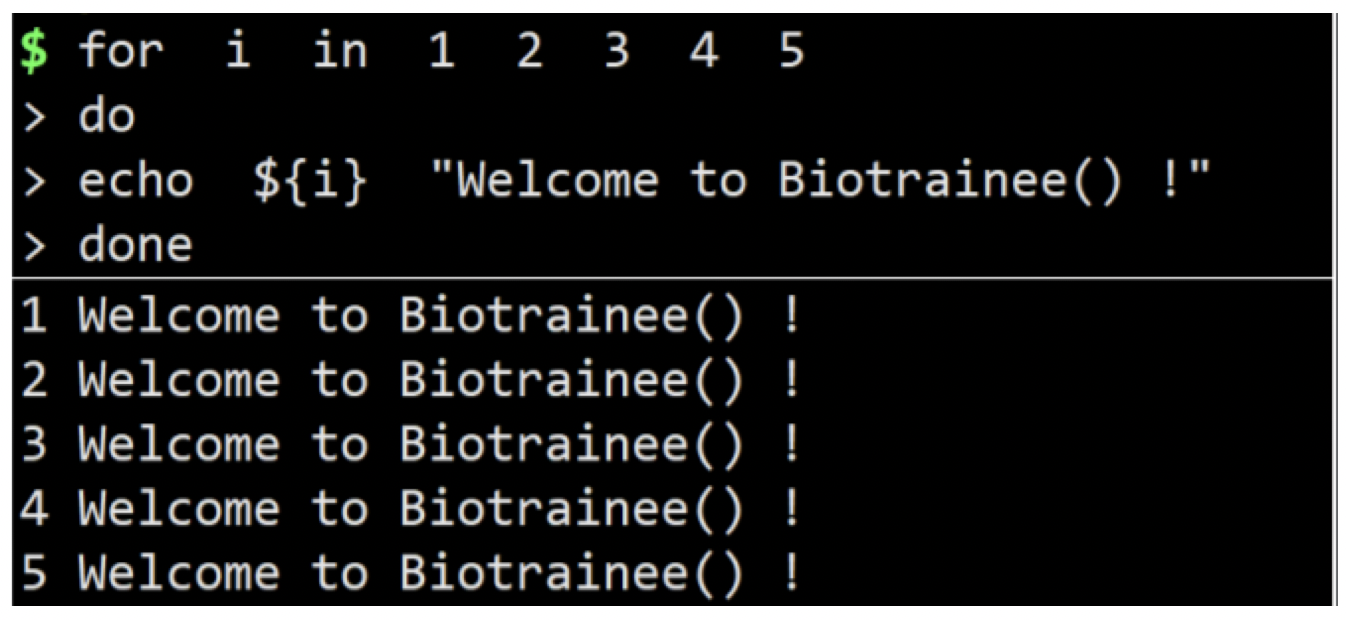 $ for  i  in  1  2  3  4  5
> do
> echo  ${i}  "Welcome to Biotrainee() !"
> done
1 Welcome to Biotrainee() !
2 Welcome to Biotrainee() !
3 Welcome to Biotrainee() !
4 Welcome to Biotrainee() !
5 Welcome to Biotrainee() !